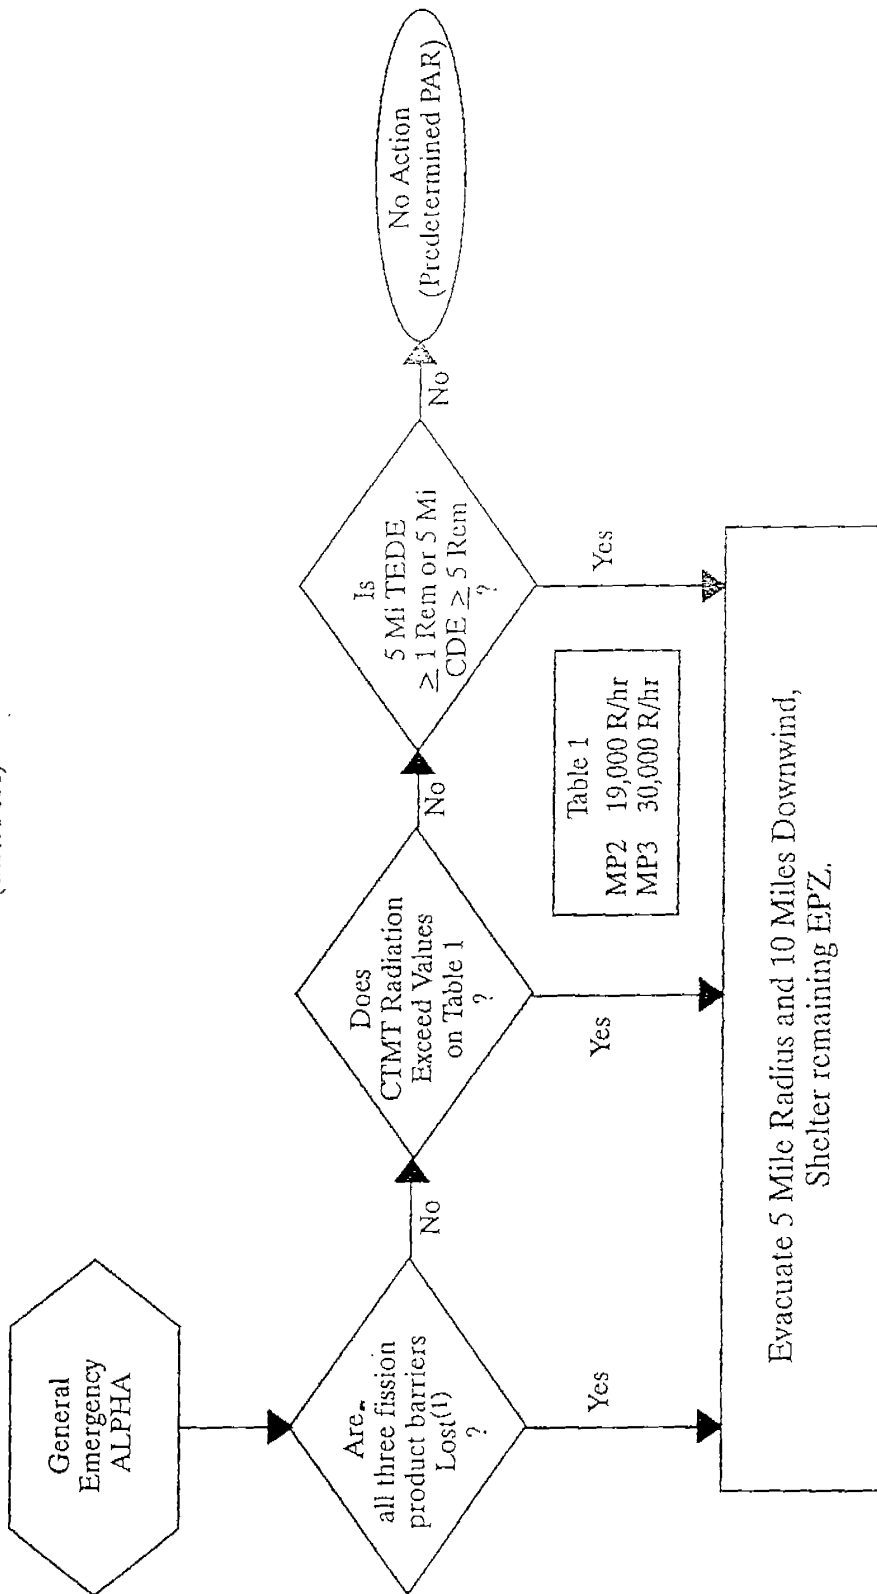 General
Emergency
ALPHA
Are
all three fission
product barriers
Lost(1)
?
No
Yes
Does
CTMT Radiation
Exceed Values
on Table 1
?
No
Yes
Is
5 Mi TEDE
≥ 1 Rem or 5 Mi
CDE ≥ 5 Rem
?
No
Yes
No Action
(Predetermined PAR)
Table 1
MP2 19,000 R/hr
MP3 30,000 R/hr
Evacuate 5 Mile Radius and 10 Miles Downwind,
Shelter remaining EPZ.